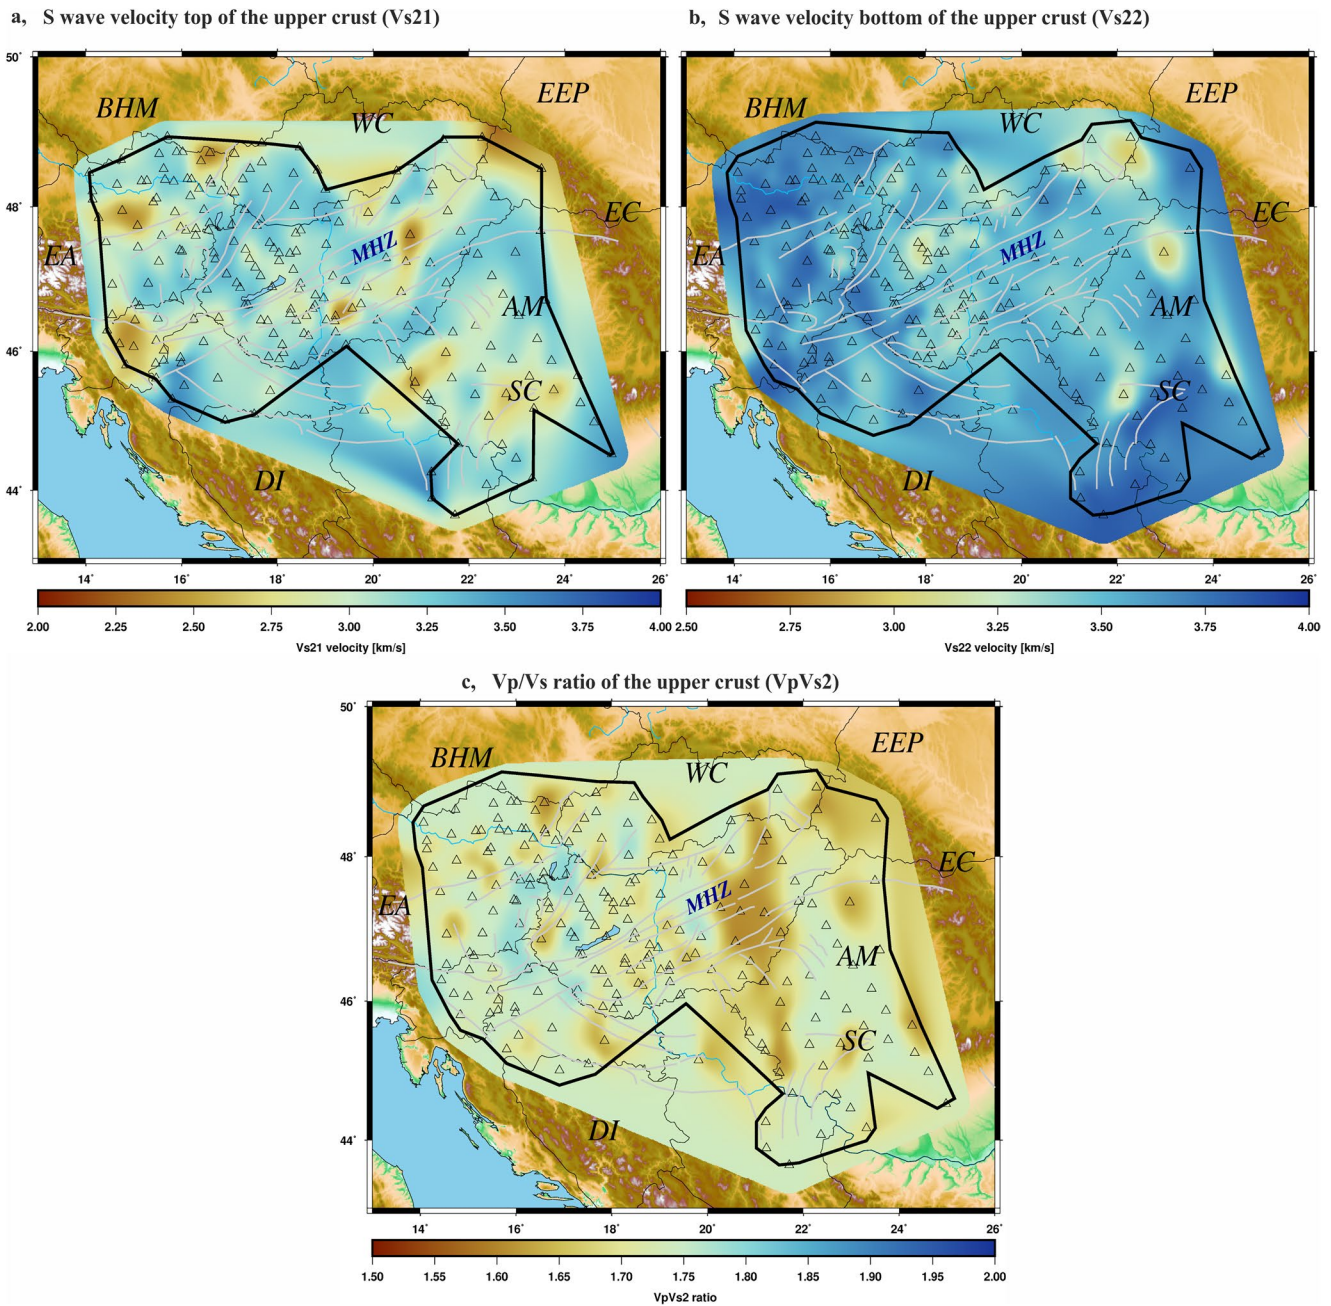 a, S wave velocity top of the upper crust (Vs21)
50°
48°
46°
44°
BHM
WC
EEP
EC
EA
MHZ
AM
SC
DI
14° 16° 18° 20° 22° 24° 26°
2.00 2.25 2.50 2.75 3.00 3.25 3.50 3.75 4.00
Vs21 velocity [km/s]
b, S wave velocity bottom of the upper crust (Vs22)
BHM
WC
EEP
EC
EA
MHZ
AM
SC
DI
14° 16° 18° 20° 22° 24° 26°
2.50 2.75 3.00 3.25 3.50 3.75 4.00
Vs22 velocity [km/s]
c, Vp/Vs ratio of the upper crust (VpVs2)
50°
48°
46°
44°
BHM
WC
EEP
EC
EA
MHZ
AM
SC
DI
14° 16° 18° 20° 22° 24° 26°
1.50 1.55 1.60 1.65 1.70 1.75 1.80 1.85 1.90 1.95 2.00
VpVs2 ratio